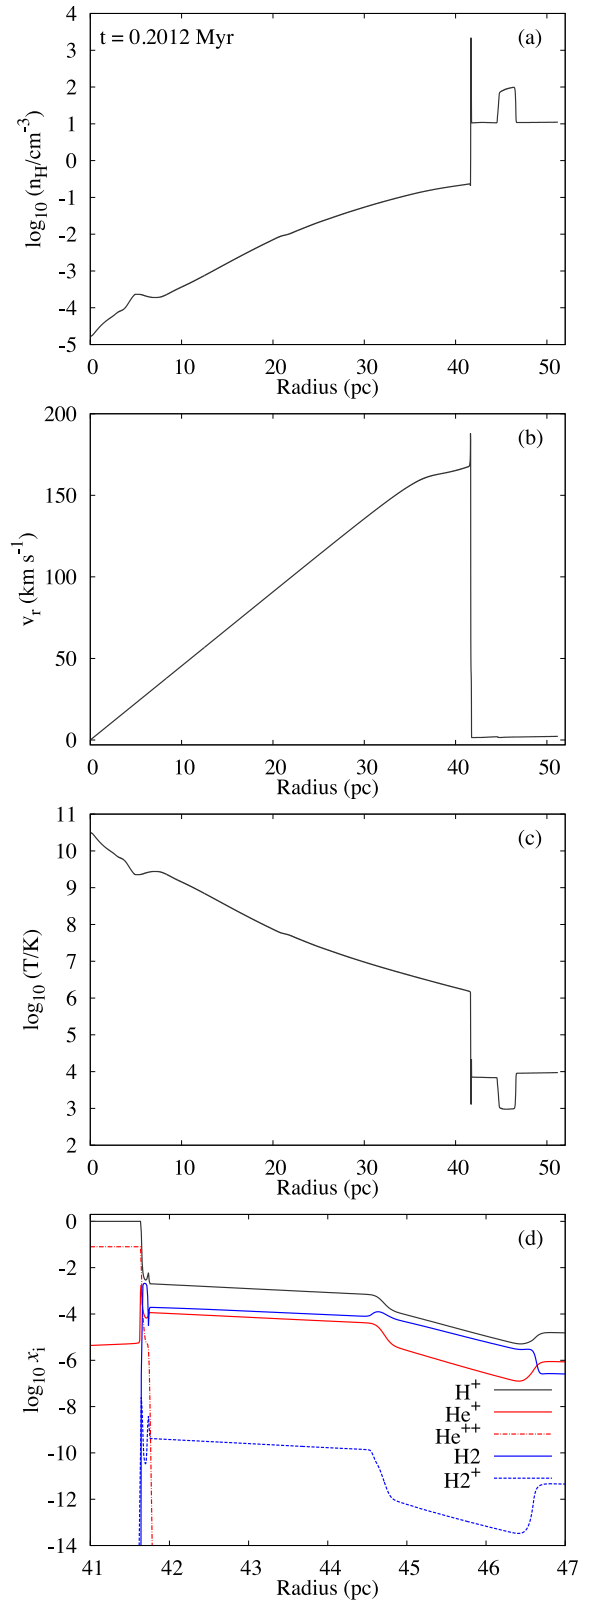 t = 0.2012 Myr
(a)
log10 (nH/cm-3)
4
3
2
1
0
-1
-2
-3
-4
-5
0 10 20 30 40 50
Radius (pc)
(b)
vr (km s-1)
200
150
100
50
0
0 10 20 30 40 50
Radius (pc)
(c)
log10 (T/K)
11
10
9
8
7
6
5
4
3
2
0 10 20 30 40 50
Radius (pc)
(d)
log10 xi
0
-2
-4
-6
-8
-10
-12
-14
H+
He+
He++
H2
H2+
41 42 43 44 45 46 47
Radius (pc)